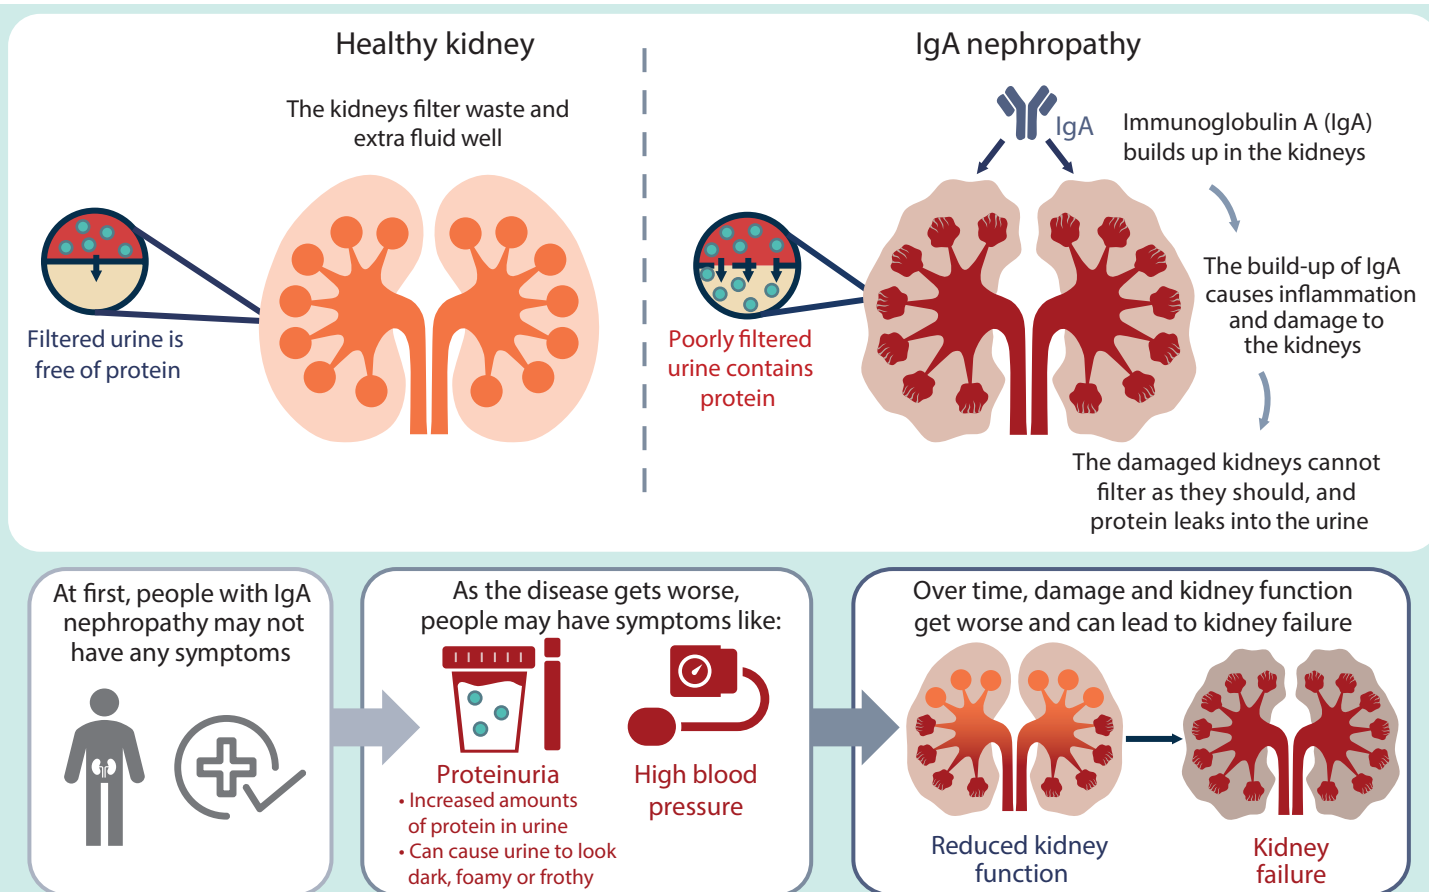 Healthy kidney
The kidneys filter waste and
extra fluid well
Filtered urine is
free of protein
IgA nephropathy
IgA
Immunoglobulin A (IgA)
builds up in the kidneys
The build-up of IgA
causes inflammation
and damage to
the kidneys
Poorly filtered
urine contains
protein
The damaged kidneys cannot
filter as they should, and
protein leaks into the urine
At first, people with IgA
nephropathy may not
have any symptoms
As the disease gets worse,
people may have symptoms like:
Proteinuria
• Increased amounts
of protein in urine
• Can cause urine to look
dark, foamy or frothy
High blood
pressure
Over time, damage and kidney function
get worse and can lead to kidney failure
Reduced kidney
function
Kidney
failure